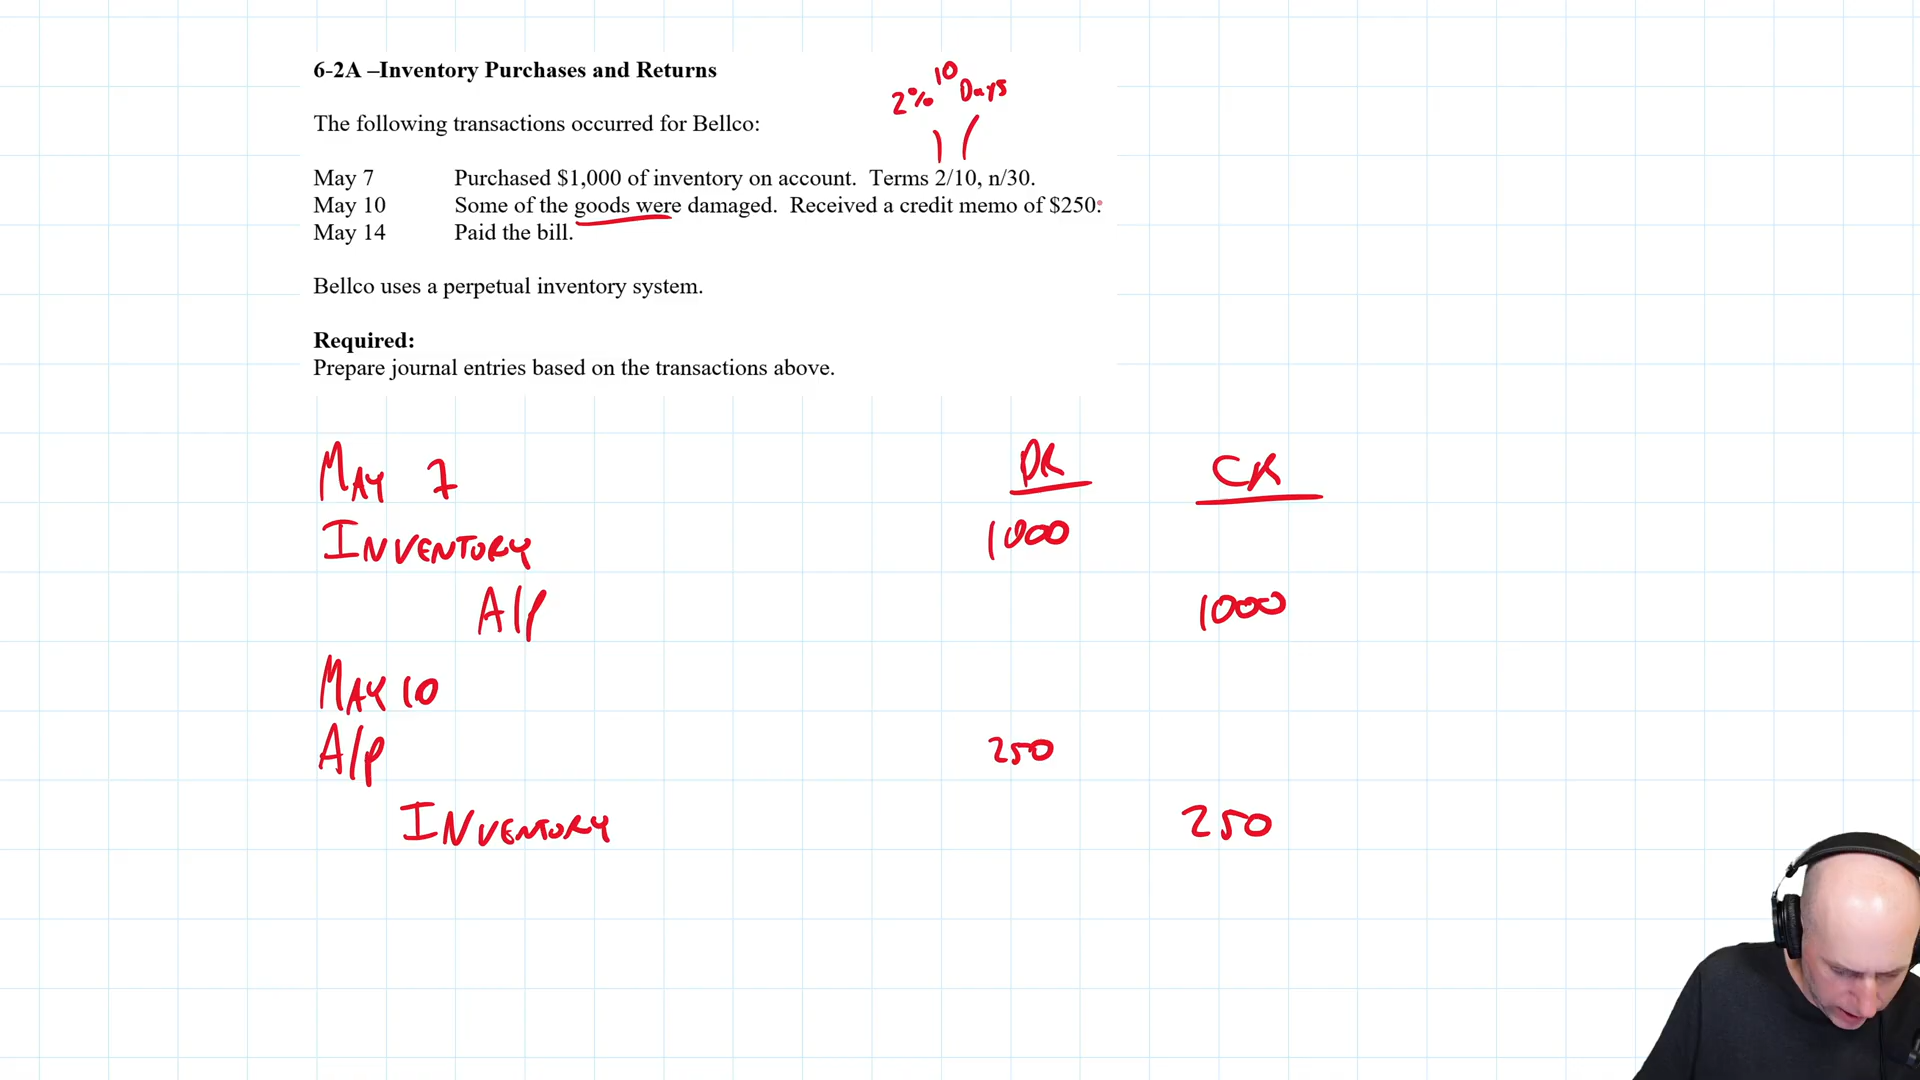 6-2A –Inventory Purchases and Returns
2% 10 Days
The following transactions occurred for Bellco:
May 7 Purchased $1,000 of inventory on account. Terms 2/10, n/30.
May 10 Some of the goods were damaged. Received a credit memo of $250.
May 14 Paid the bill.
Bellco uses a perpetual inventory system.
Required:
Prepare journal entries based on the transactions above.
MAY 7 DR CR
INVENTORY 1000
A/P 1000
MAY 10
A/P 250
INVENTORY 250